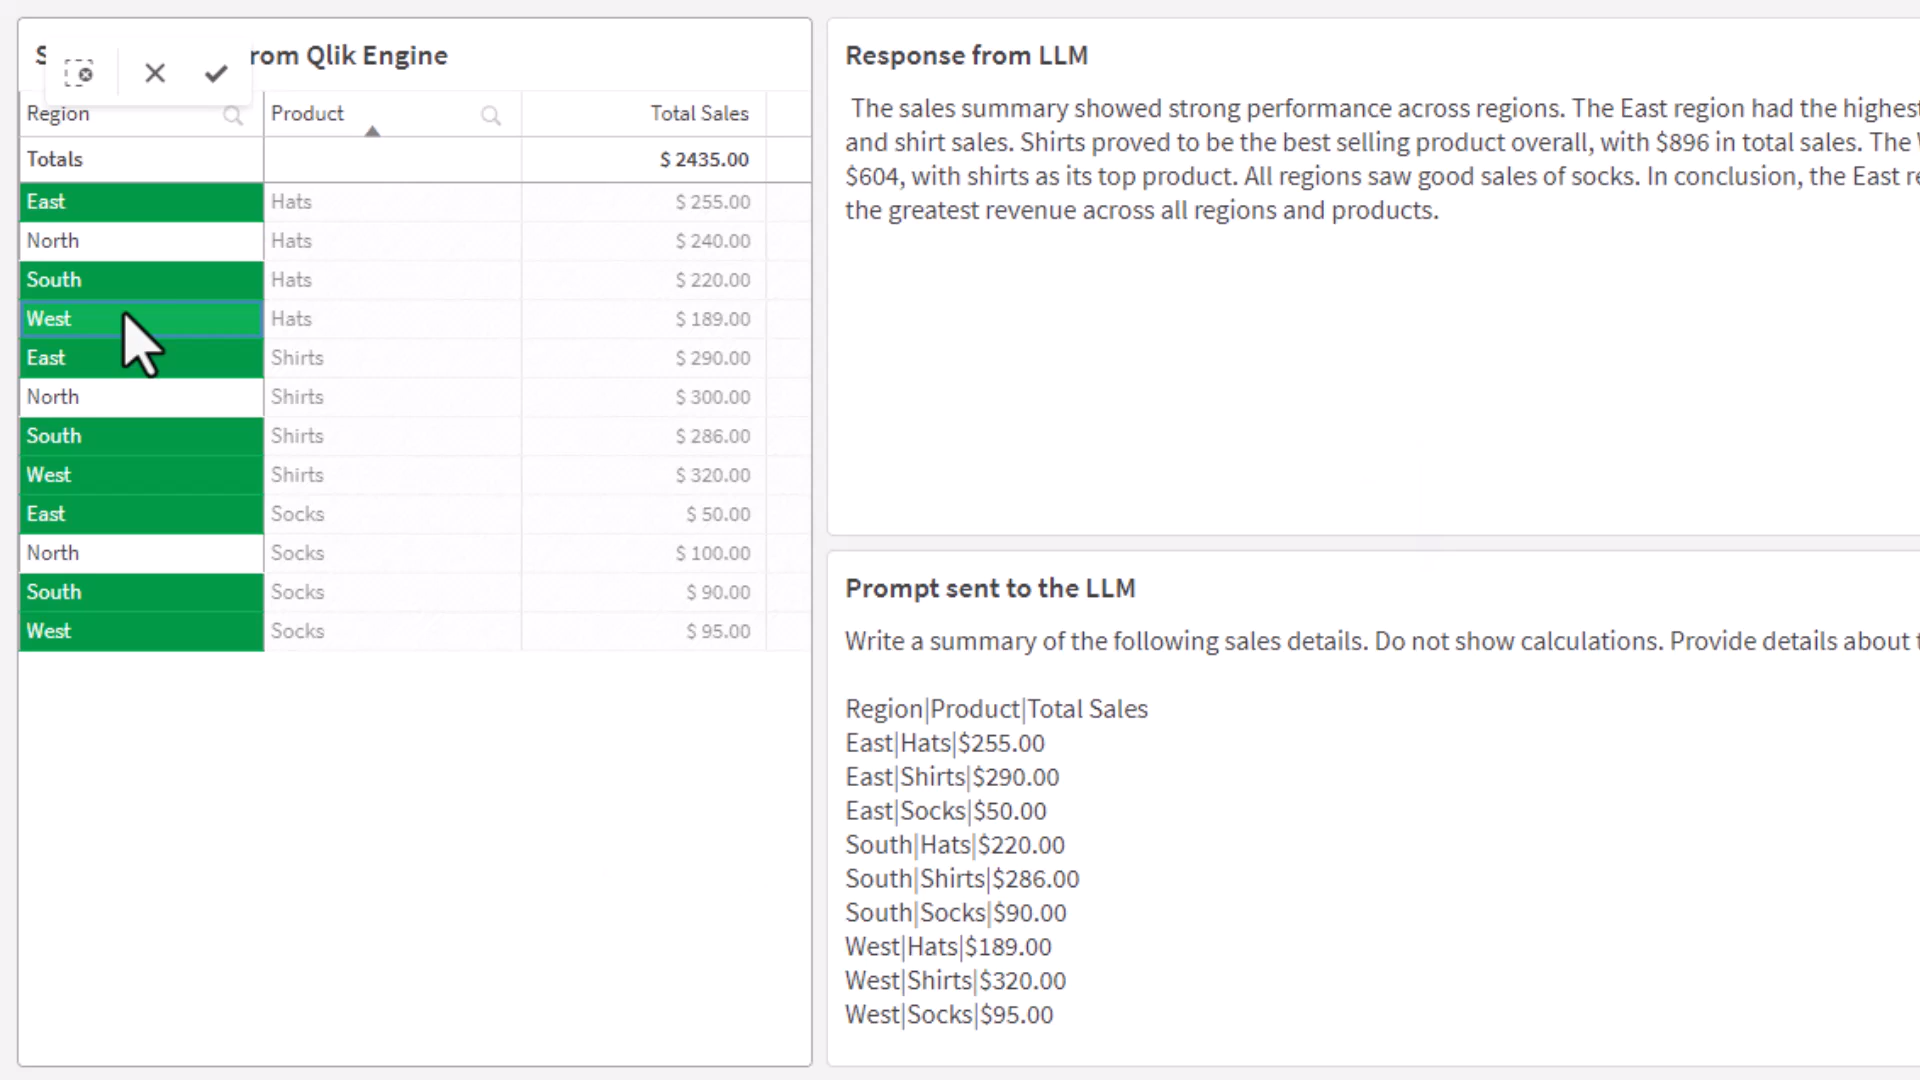 S rom Qlik Engine
Region Product Total Sales
Totals $ 2435.00
East Hats $ 255.00
North Hats $ 240.00
South Hats $ 220.00
West Hats $ 189.00
East Shirts $ 290.00
North Shirts $ 300.00
South Shirts $ 286.00
West Shirts $ 320.00
East Socks $ 50.00
North Socks $ 100.00
South Socks $ 90.00
West Socks $ 95.00
Response from LLM
The sales summary showed strong performance across regions. The East region had the highest
and shirt sales. Shirts proved to be the best selling product overall, with $896 in total sales. The
$604, with shirts as its top product. All regions saw good sales of socks. In conclusion, the East re
the greatest revenue across all regions and products.
Prompt sent to the LLM
Write a summary of the following sales details. Do not show calculations. Provide details about t
Region|Product|Total Sales
East|Hats|$255.00
East|Shirts|$290.00
East|Socks|$50.00
South|Hats|$220.00
South|Shirts|$286.00
South|Socks|$90.00
West|Hats|$189.00
West|Shirts|$320.00
West|Socks|$95.00